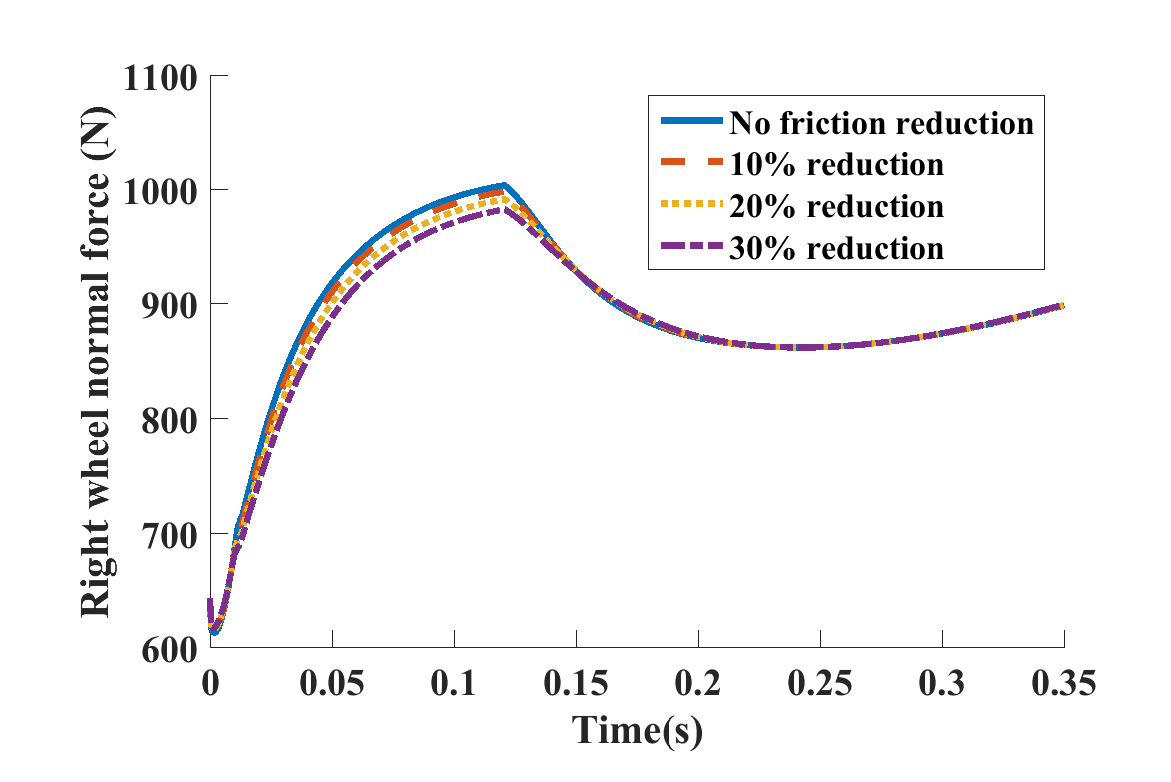 1100
1000
900
800
700
600
Right wheel normal force (N)
No friction reduction
10% reduction
20% reduction
30% reduction
0 0.05 0.1 0.15 0.2 0.25 0.3 0.35
Time(s)